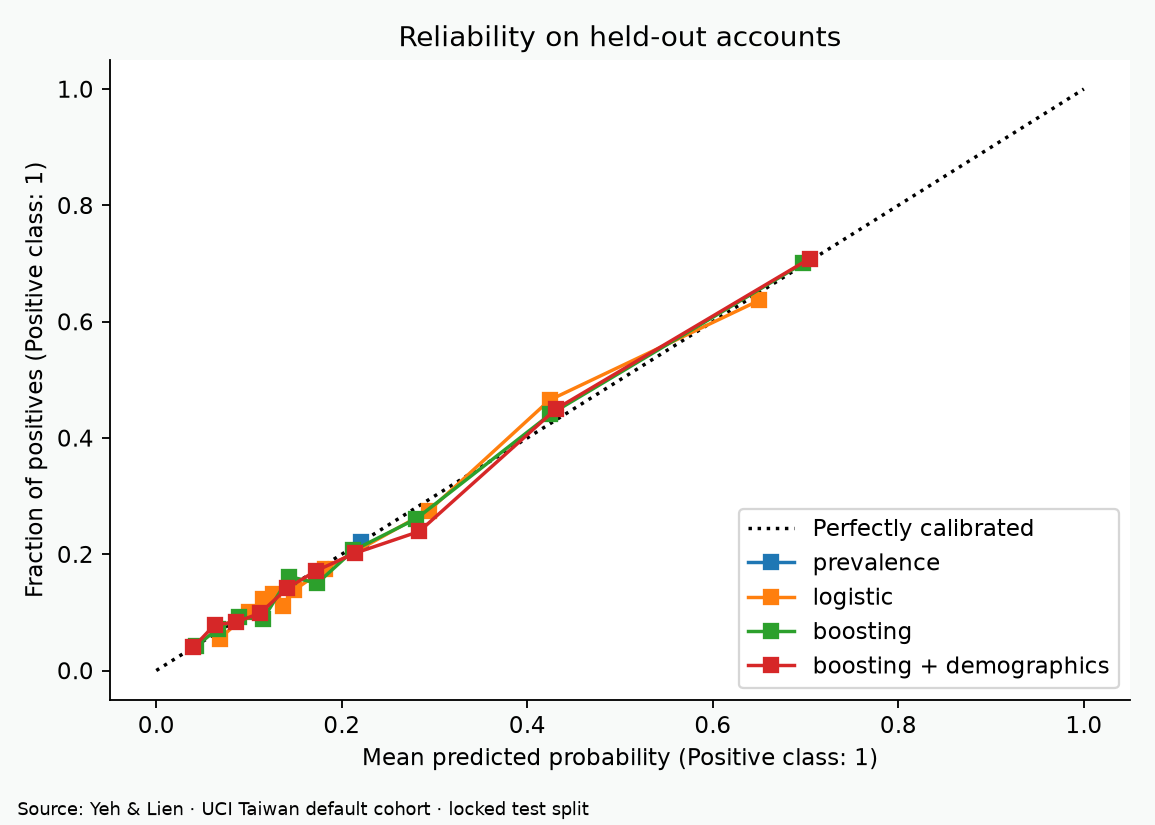 Reliability on held-out accounts
Fraction of positives (Positive class: 1)
1.0
0.8
0.6
0.4
0.2
0.0
0.0 0.2 0.4 0.6 0.8 1.0
Mean predicted probability (Positive class: 1)
Perfectly calibrated
prevalence
logistic
boosting
boosting + demographics
Source: Yeh & Lien · UCI Taiwan default cohort · locked test split